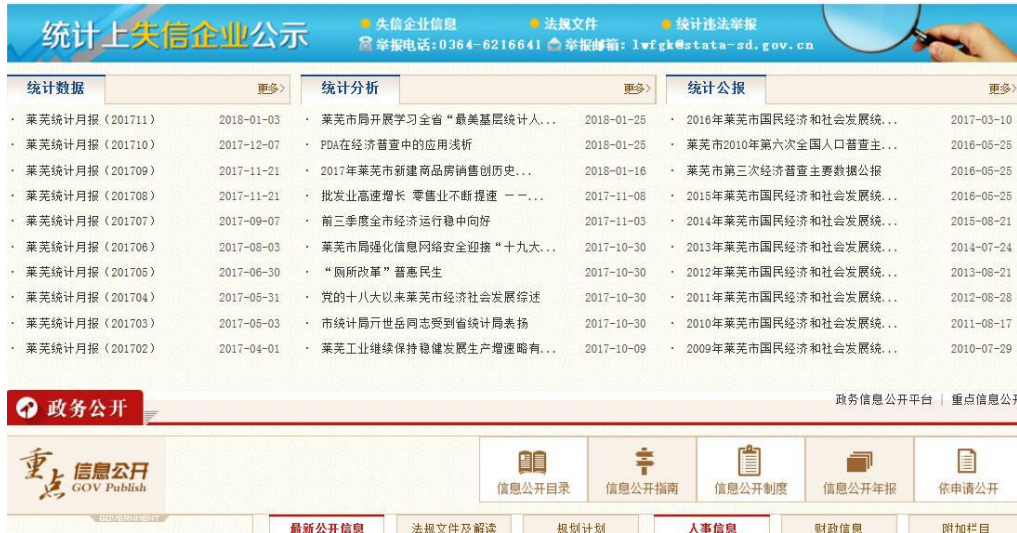 统计上失信企业公示
失信企业信息 法规文件 统计违法举报
举报电话:0364-6216641 举报邮箱: lwfgk@stata-sd.gov.cn
统计数据 更多>
莱芜统计月报（201711） 2018-01-03
莱芜统计月报（201710） 2017-12-07
莱芜统计月报（201709） 2017-11-21
莱芜统计月报（201708） 2017-11-21
莱芜统计月报（201707） 2017-09-07
莱芜统计月报（201706） 2017-08-03
莱芜统计月报（201705） 2017-06-30
莱芜统计月报（201704） 2017-05-31
莱芜统计月报（201703） 2017-05-03
莱芜统计月报（201702） 2017-04-01
统计分析 更多>
莱芜市局开展学习全省“最美基层统计人... 2018-01-25
PDA在经济普查中的应用浅析 2018-01-25
2017年莱芜市新建商品房销售创历史... 2018-01-16
批发业高速增长 零售业不断提速 －－... 2017-11-08
前三季度全市经济运行稳中向好 2017-11-03
莱芜市局强化信息网络安全迎接“十九大... 2017-10-30
“厕所改革”普惠民生 2017-10-30
党的十八大以来莱芜市经济社会发展综述 2017-10-30
市统计局亓世岳同志受到省统计局表扬 2017-10-30
莱芜工业继续保持稳健发展生产增速略有... 2017-10-09
统计公报 更多>
2016年莱芜市国民经济和社会发展统... 2017-03-10
莱芜市2010年第六次全国人口普查主... 2016-05-25
莱芜市第三次经济普查主要数据公报 2016-05-25
2015年莱芜市国民经济和社会发展统... 2016-05-25
2014年莱芜市国民经济和社会发展统... 2015-08-21
2013年莱芜市国民经济和社会发展统... 2014-07-24
2012年莱芜市国民经济和社会发展统... 2013-08-21
2011年莱芜市国民经济和社会发展统... 2012-08-28
2010年莱芜市国民经济和社会发展统... 2011-08-17
2009年莱芜市国民经济和社会发展统... 2010-07-29
政务公开 政务信息公开平台 | 重点信息公开
重点 信息公开
GOV Publish
信息公开目录 信息公开指南 信息公开制度 信息公开年报 依申请公开
最新公开信息 法规文件及解读 规划计划 人事信息 财政信息 附加栏目